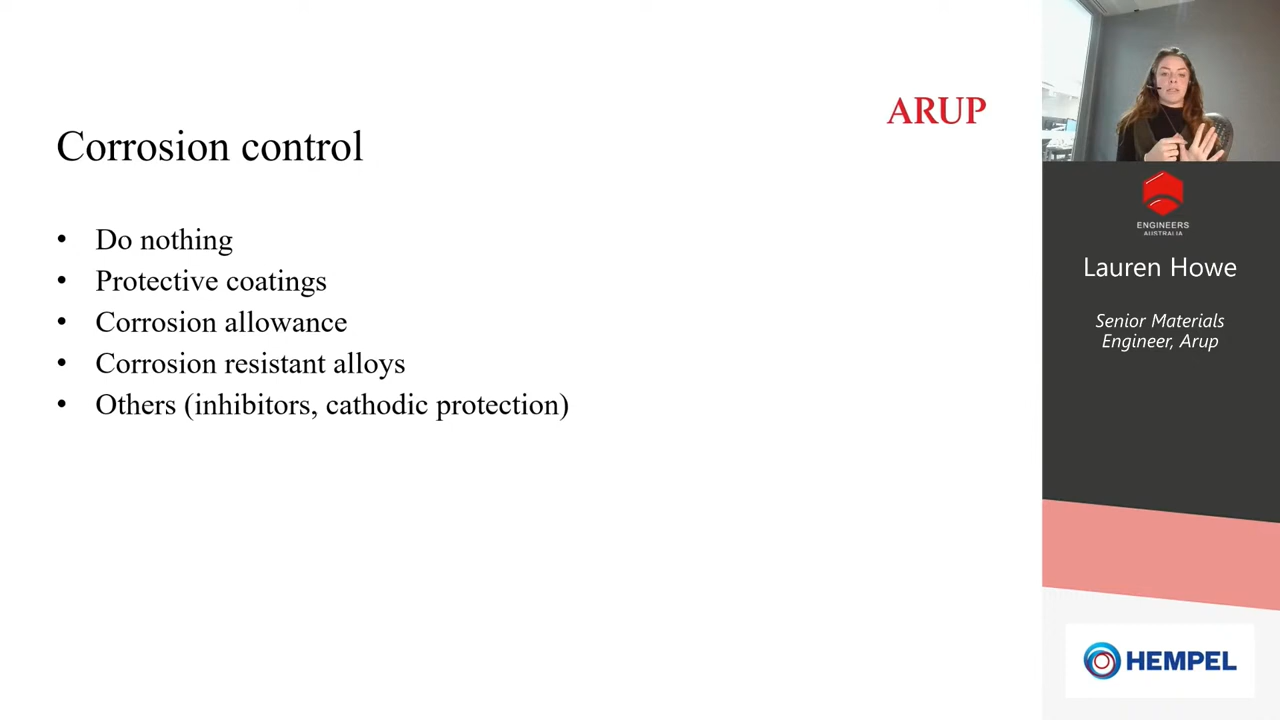 ARUP
Corrosion control
• Do nothing
• Protective coatings
• Corrosion allowance
• Corrosion resistant alloys
• Others (inhibitors, cathodic protection)
ENGINEERS
AUSTRALIA
Lauren Howe
Senior Materials
Engineer, Arup
HEMPEL